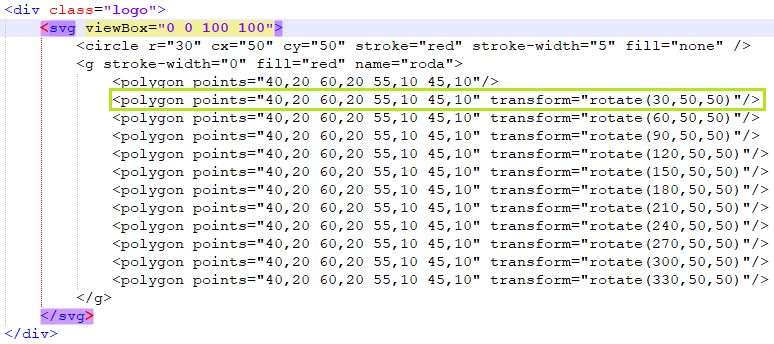 <div class="logo">
<svg viewBox="0 0 100 100">
<circle r="30" cx="50" cy="50" stroke="red" stroke-width="5" fill="none" />
<g stroke-width="0" fill="red" name="roda">
<polygon points="40,20 60,20 55,10 45,10"/>
<polygon points="40,20 60,20 55,10 45,10" transform="rotate(30,50,50)"/>
<polygon points="40,20 60,20 55,10 45,10" transform="rotate(60,50,50)"/>
<polygon points="40,20 60,20 55,10 45,10" transform="rotate(90,50,50)"/>
<polygon points="40,20 60,20 55,10 45,10" transform="rotate(120,50,50)"/>
<polygon points="40,20 60,20 55,10 45,10" transform="rotate(150,50,50)"/>
<polygon points="40,20 60,20 55,10 45,10" transform="rotate(180,50,50)"/>
<polygon points="40,20 60,20 55,10 45,10" transform="rotate(210,50,50)"/>
<polygon points="40,20 60,20 55,10 45,10" transform="rotate(240,50,50)"/>
<polygon points="40,20 60,20 55,10 45,10" transform="rotate(270,50,50)"/>
<polygon points="40,20 60,20 55,10 45,10" transform="rotate(300,50,50)"/>
<polygon points="40,20 60,20 55,10 45,10" transform="rotate(330,50,50)"/>
</g>
</svg>
</div>